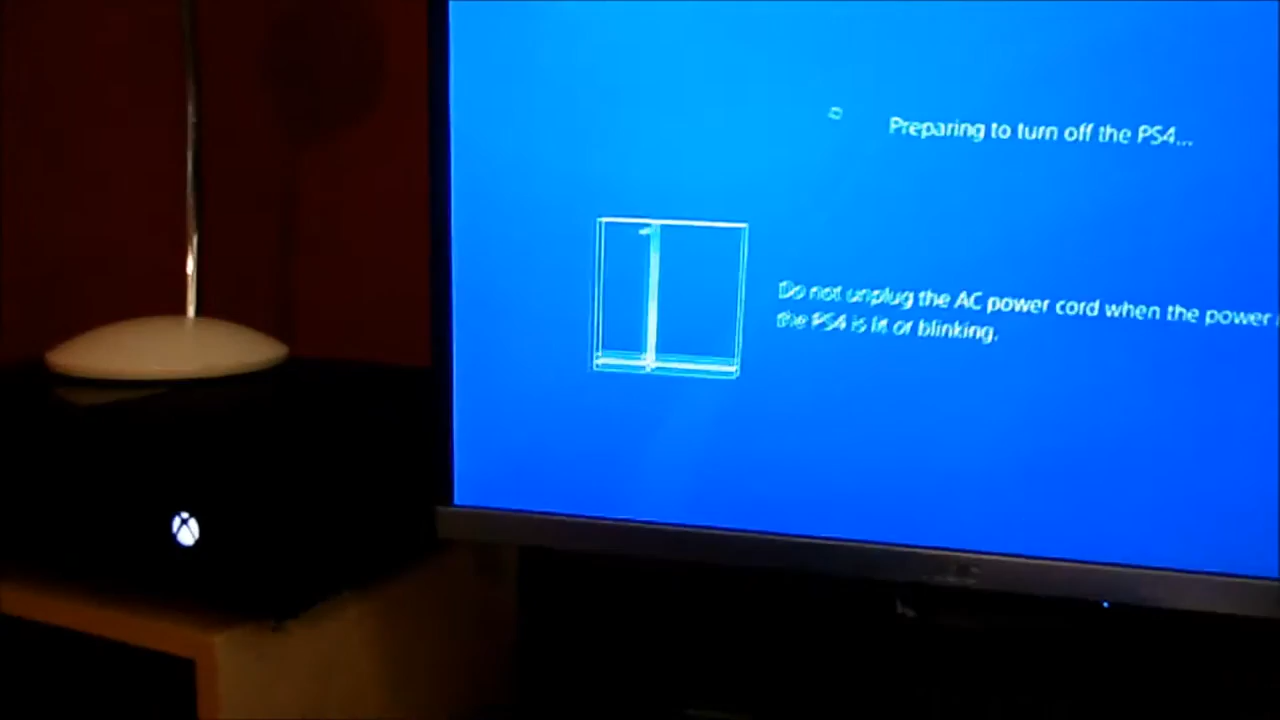 Preparing to turn off the PS4...
Do not unplug the AC power cord when the power
the PS4 is lit or blinking.